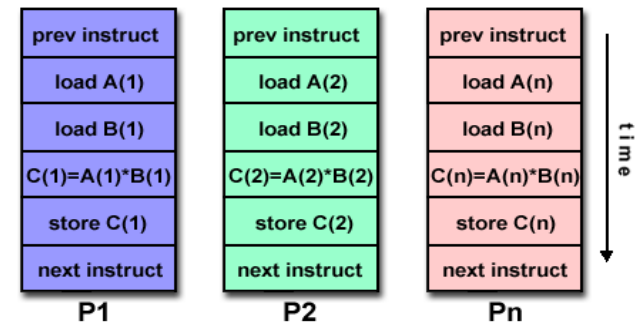 prev instruct
load A(1)
load B(1)
C(1)=A(1)*B(1)
store C(1)
next instruct
P1
prev instruct
load A(2)
load B(2)
C(2)=A(2)*B(2)
store C(2)
next instruct
P2
prev instruct
load A(n)
load B(n)
C(n)=A(n)*B(n)
store C(n)
next instruct
Pn
time